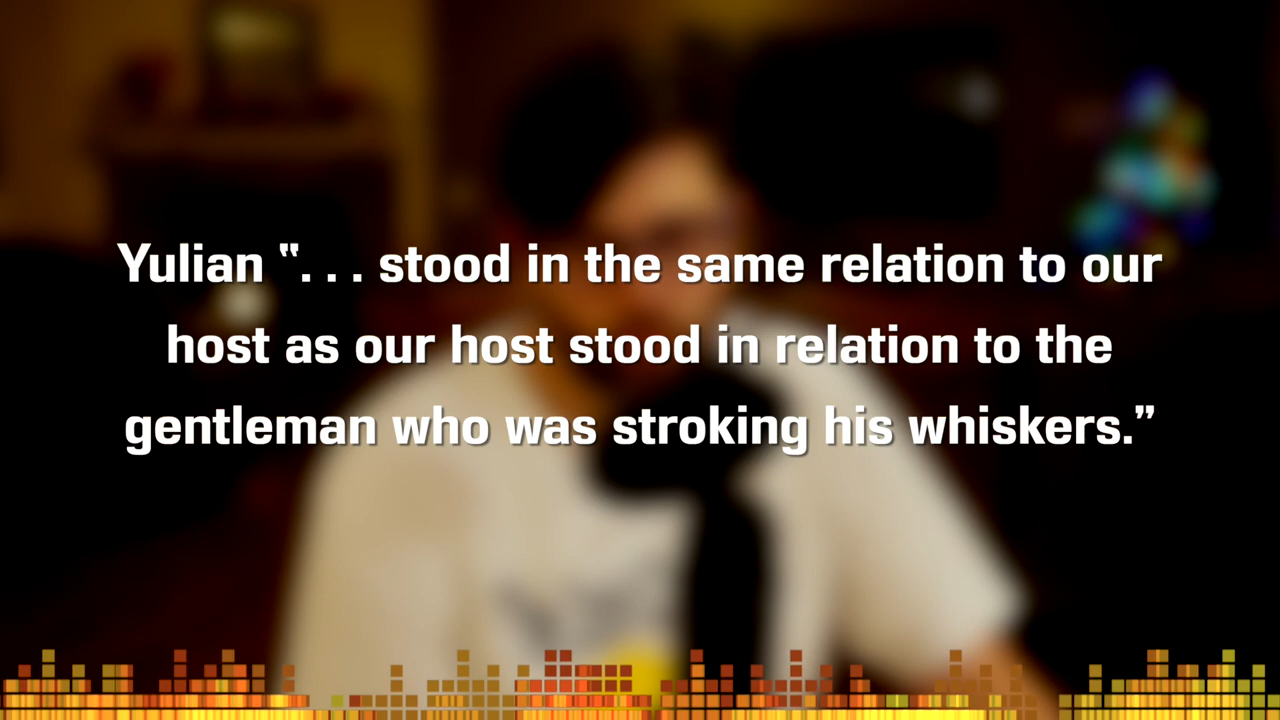 Yulian “. . . stood in the same relation to our
host as our host stood in relation to the
gentleman who was stroking his whiskers.”